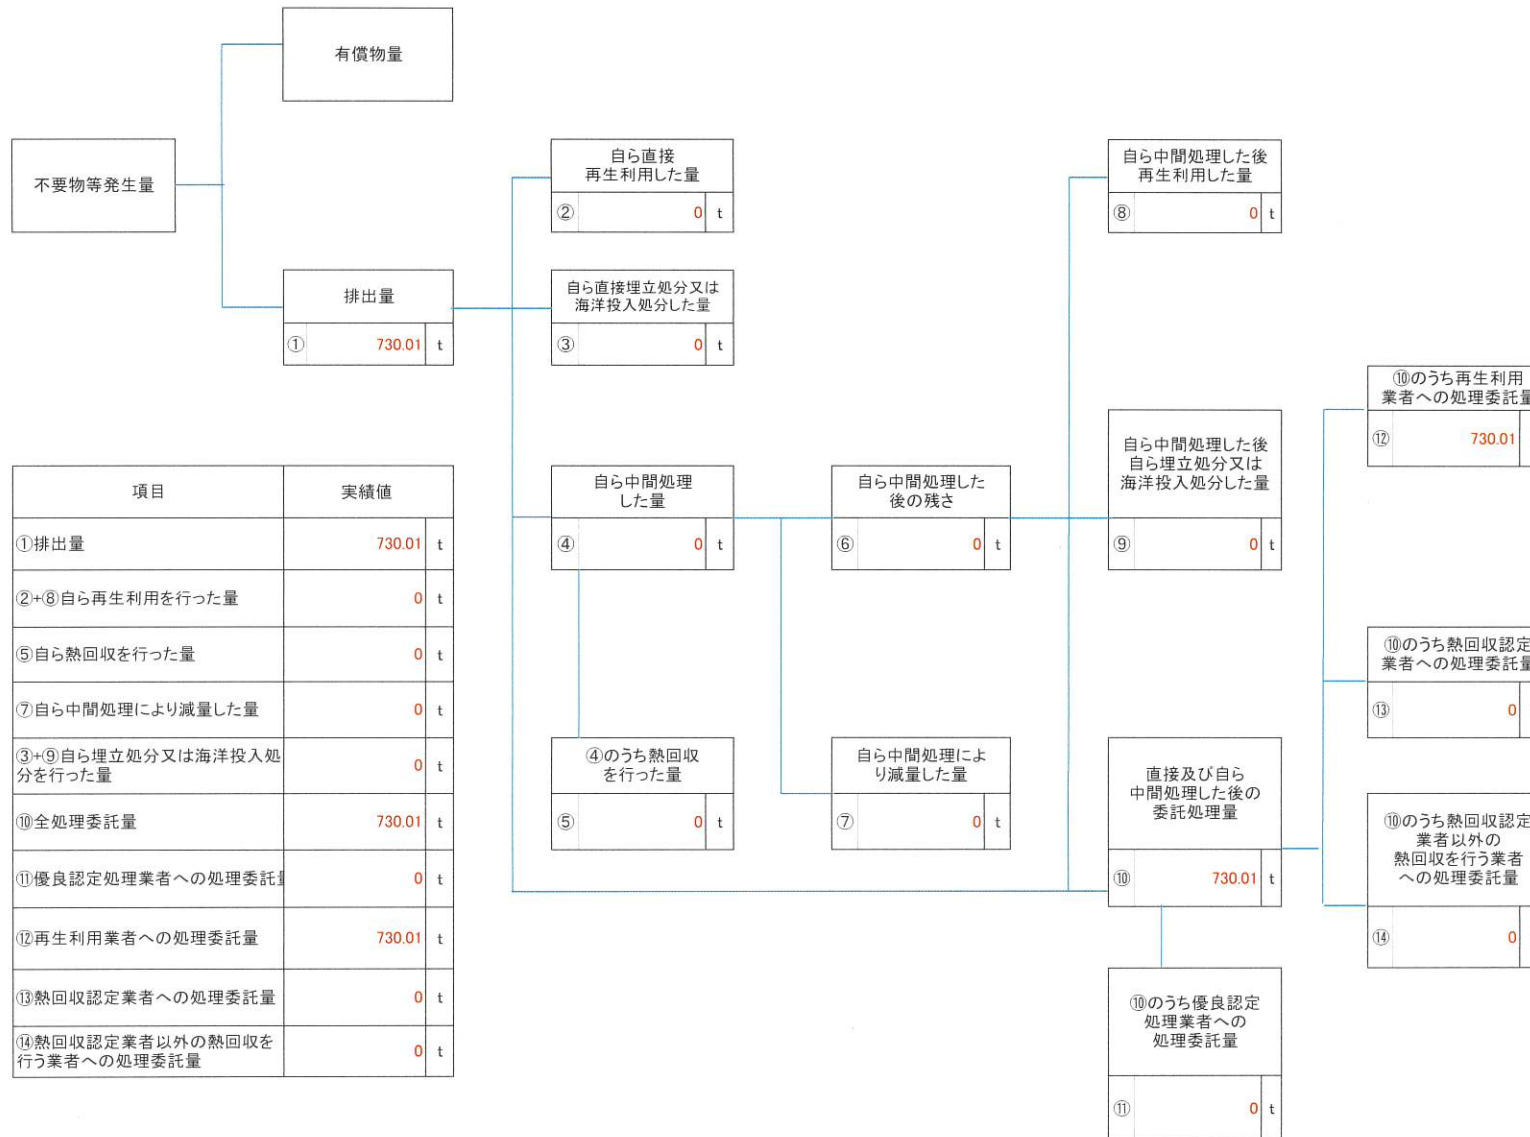 有償物量
不要物等発生量
排出量
① 730.01 t
自ら直接
再生利用した量
② 0 t
自ら直接埋立処分又は
海洋投入処分した量
③ 0 t
自ら中間処理した後
再生利用した量
⑧ 0 t
自ら中間処理した後
自ら埋立処分又は
海洋投入処分した量
⑨ 0 t
⑩のうち再生利用
業者への処理委託量
⑫ 730.01
項目 実績値
①排出量 730.01 t
②+⑧自ら再生利用を行った量 0 t
⑤自ら熱回収を行った量 0 t
⑦自ら中間処理により減量した量 0 t
③+⑨自ら埋立処分又は海洋投入処
分を行った量 0 t
⑩全処理委託量 730.01 t
⑪優良認定処理業者への処理委託量 0 t
⑫再生利用業者への処理委託量 730.01 t
⑬熱回収認定業者への処理委託量 0 t
⑭熱回収認定業者以外の熱回収を
行う業者への処理委託量 0 t
自ら中間処理
した量
④ 0 t
自ら中間処理した
後の残さ
⑥ 0 t
④のうち熱回収
を行った量
⑤ 0 t
自ら中間処理によ
り減量した量
⑦ 0 t
直接及び自ら
中間処理した後の
委託処理量
⑩ 730.01 t
⑩のうち熱回収認定
業者への処理委託量
⑬ 0
⑩のうち熱回収認定
業者以外の
熱回収を行う業者
への処理委託量
⑭ 0
⑩のうち優良認定
処理業者への
処理委託量
⑪ 0 t